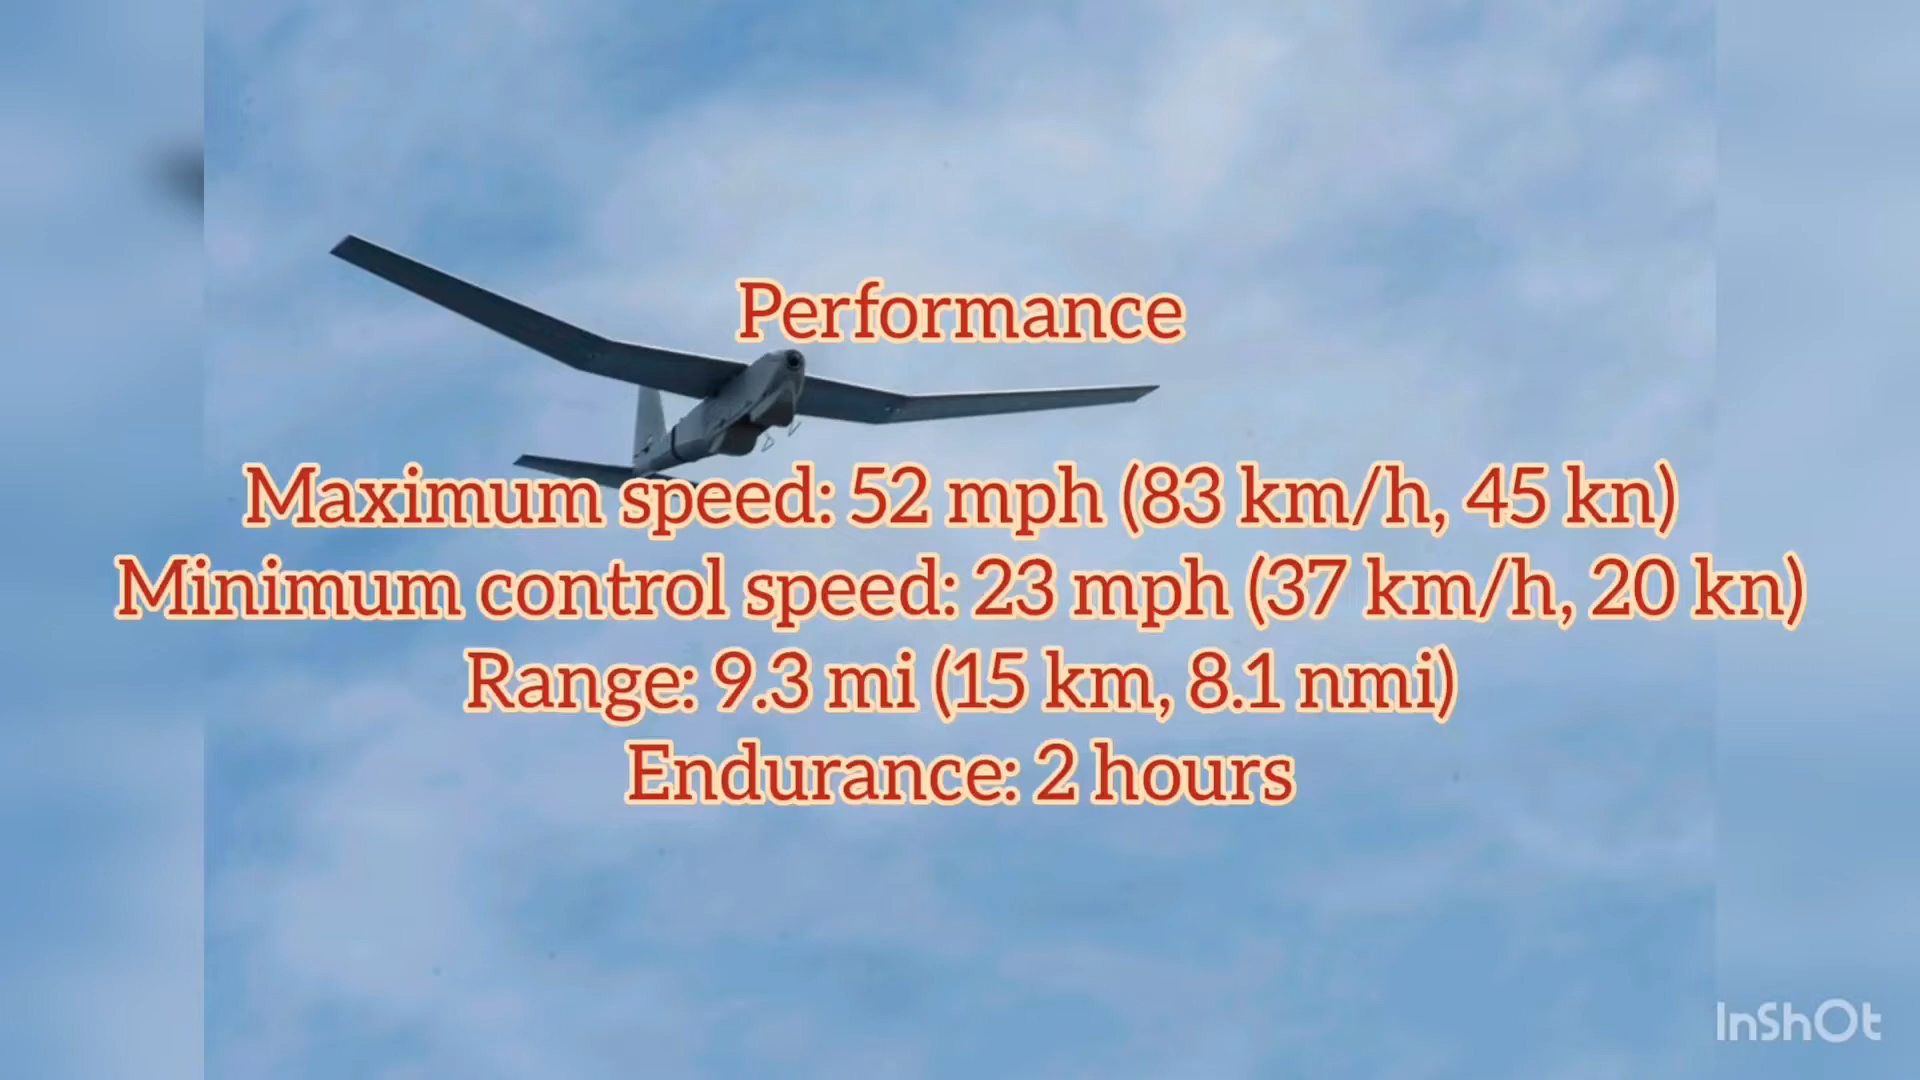 Performance
Maximum speed: 52 mph (83 km/h, 45 kn)
Minimum control speed: 23 mph (37 km/h, 20 kn)
Range: 9.3 mi (15 km, 8.1 nmi)
Endurance: 2 hours
InShOt